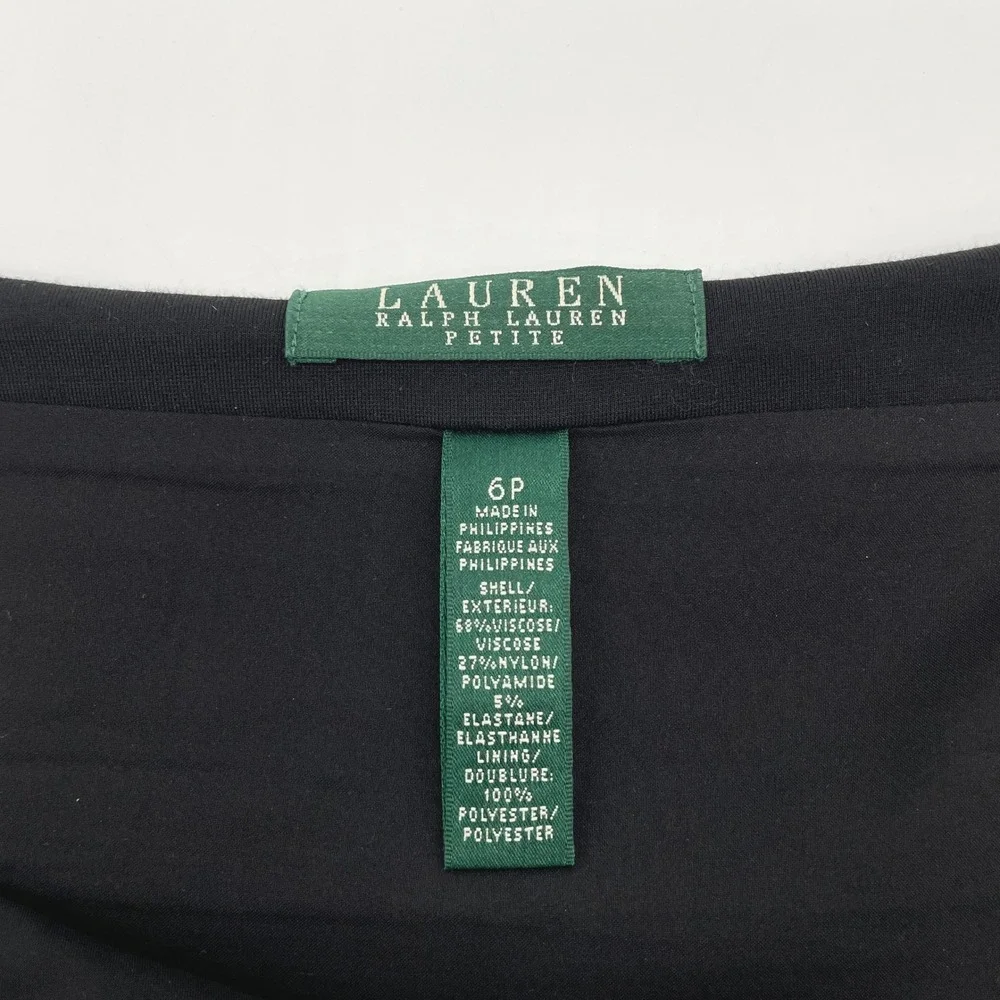 LAUREN
RALPH LAUREN
PETITE
6P
MADE IN
PHILIPPINES
FABRIQUE AUX
PHILIPPINES
SHELL/
EXTERIEUR:
68%VISCOSE/
VISCOSE
27%NYLON/
POLYAMIDE
5%
ELASTANE/
ELASTHANNE
LINING/
DOUBLURE:
100%
POLYESTER/
POLYESTER